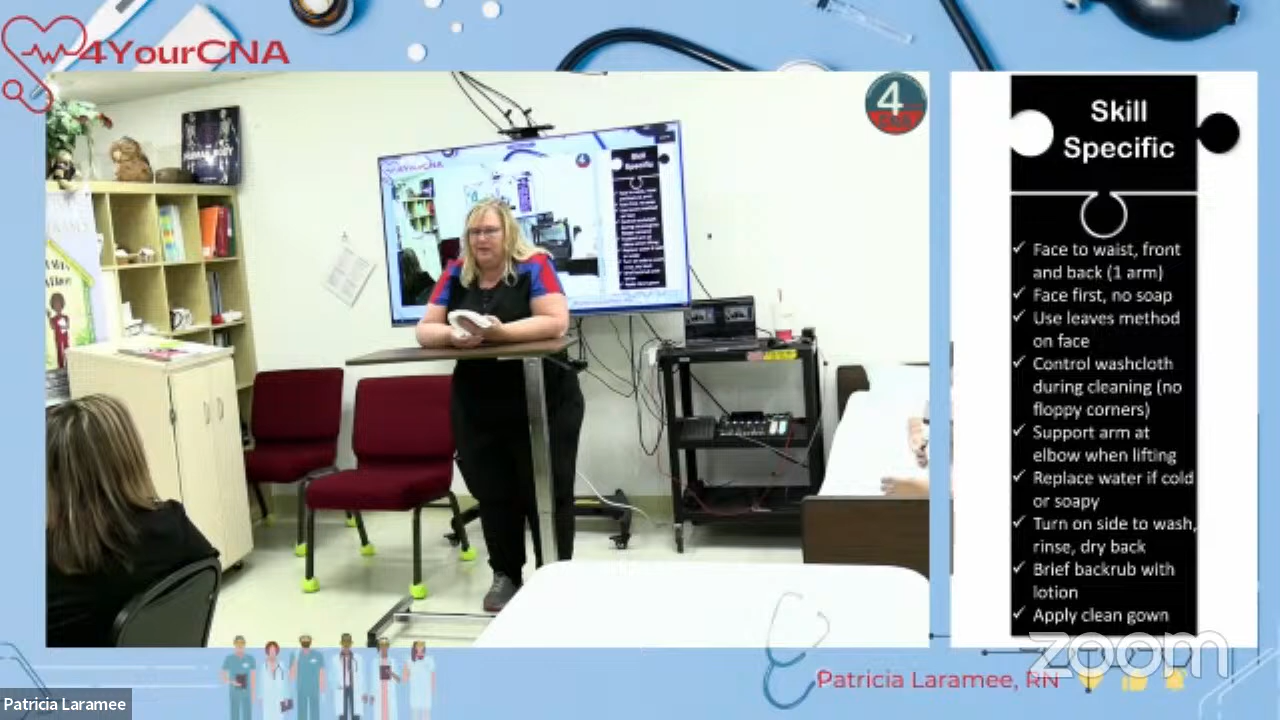 4YourCNA
4
CNA
Skill
Specific
✓ Face to waist, front
and back (1 arm)
✓ Face first, no soap
✓ Use leaves method
on face
✓ Control washcloth
during cleaning (no
floppy corners)
✓ Support arm at
elbow when lifting
✓ Replace water if cold
or soapy
✓ Turn on side to wash,
rinse, dry back
✓ Brief backrub with
lotion
✓ Apply clean gown
zoom
Patricia Laramee, RN
Patricia Laramee